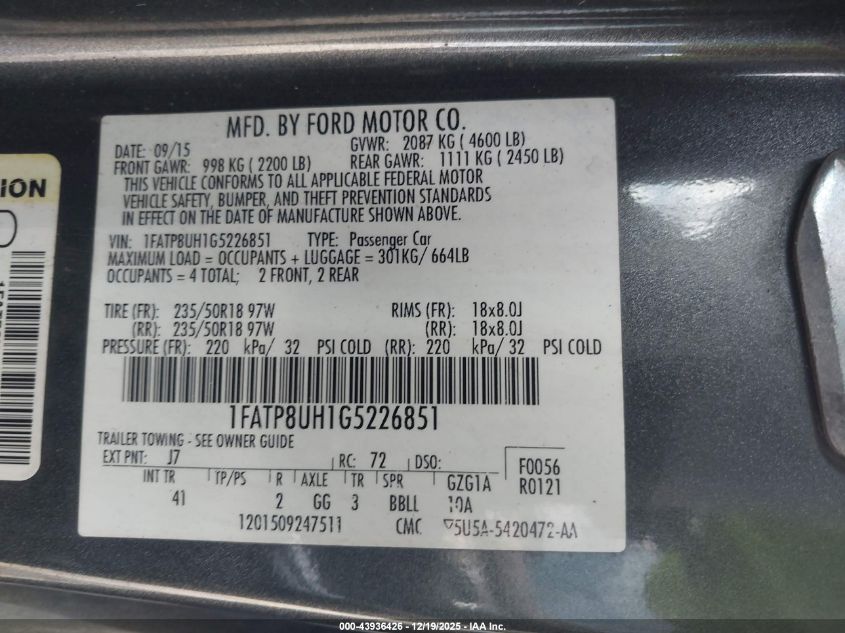 MFD. BY FORD MOTOR CO.
DATE: 09/15 GVWR: 2087 KG ( 4600 LB)
FRONT GAWR: 998 KG ( 2200 LB) REAR GAWR: 1111 KG ( 2450 LB)
THIS VEHICLE CONFORMS TO ALL APPLICABLE FEDERAL MOTOR
VEHICLE SAFETY, BUMPER, AND THEFT PREVENTION STANDARDS
IN EFFECT ON THE DATE OF MANUFACTURE SHOWN ABOVE.
VIN: 1FATP8UH1G5226851 TYPE: Passenger Car
MAXIMUM LOAD = OCCUPANTS + LUGGAGE = 301KG/ 664LB
OCCUPANTS = 4 TOTAL; 2 FRONT, 2 REAR
TIRE (FR): 235/50R18 97W RIMS (FR): 18x8.0J
(RR): 235/50R18 97W (RR): 18x8.0J
PRESSURE (FR): 220 kPa/ 32 PSI COLD (RR): 220 kPa/ 32 PSI COLD
1FATP8UH1G5226851
TRAILER TOWING - SEE OWNER GUIDE
EXT PNT: J7 RC: 72 DSO: F0056
INT TR TP/PS R AXLE TR SPR GZG1A R0121
41 2 GG 3 BBLL 10A
1201509247511 CMC 5U5A-5420472-AA
TION
000-43936426 - 12/19/2025 - IAA, Inc.